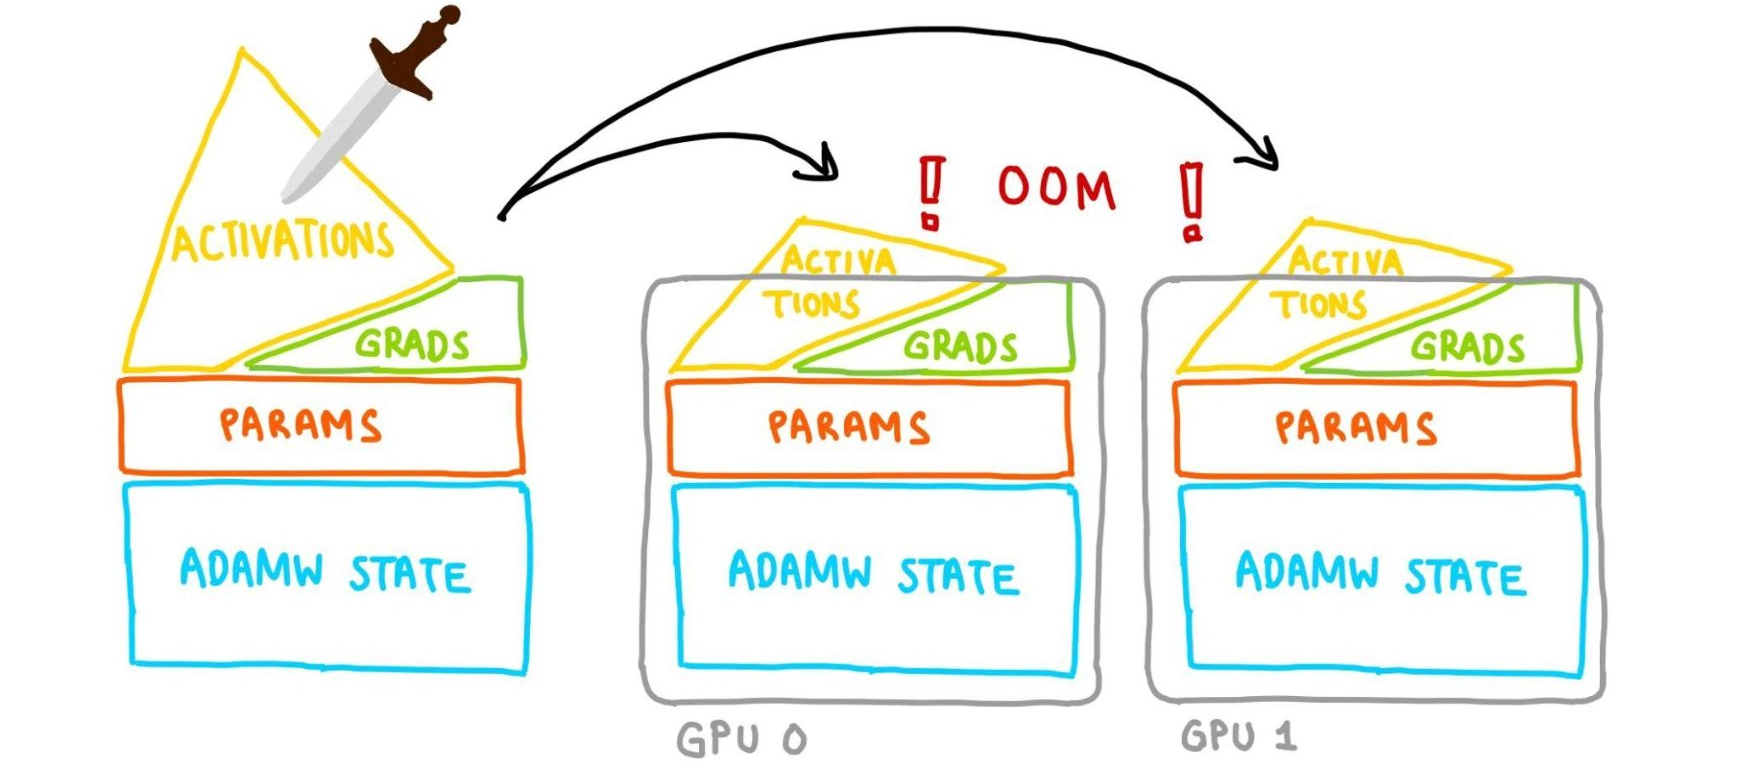 ACTIVATIONS
GRADS
PARAMS
ADAMW STATE
! OOM !
ACTIVA
TIONS
GRADS
PARAMS
ADAMW STATE
GPU 0
ACTIVA
TIONS
GRADS
PARAMS
ADAMW STATE
GPU 1